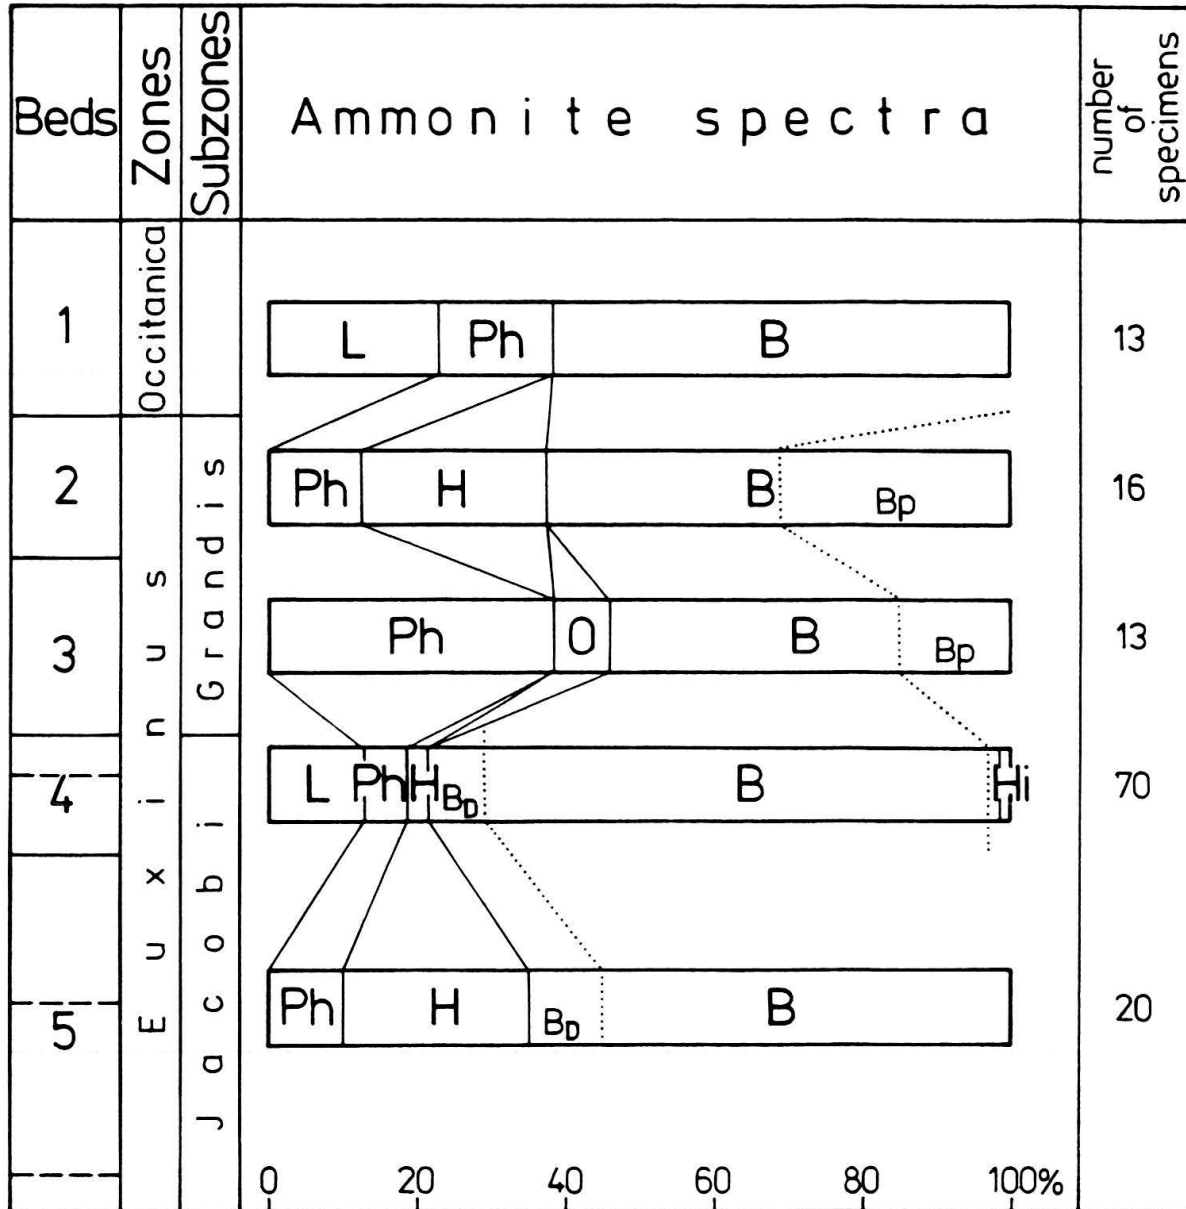 Beds
Zones
Subzones
Ammonite spectra
number
of
specimens
Occitanica
1
L Ph B
13
2
Ph H B Bp
16
Euxinus
Grandis
3
Ph O B Bp
13
4
L Ph H BD B Hi
70
Jacobi
5
Ph H BD B
20
0 20 40 60 80 100%